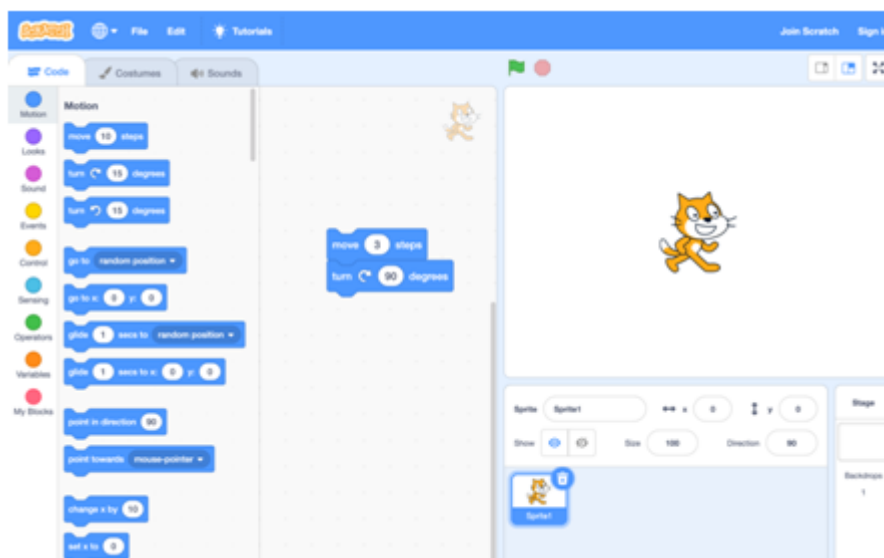 SCRATCH File Edit Tutorials Join Scratch Sign i
Code Costumes Sounds
Motion
Looks
Sound
Events
Control
Sensing
Operators
Variables
My Blocks
Motion
move 10 steps
turn 15 degrees
turn 15 degrees
go to random position
go to x: 0 y: 0
glide 1 secs to random position
glide 1 secs to x: 0 y: 0
point in direction 90
point towards mouse-pointer
change x by 10
set x to 0
move 3 steps
turn 90 degrees
Sprite Sprite1 x 0 y 0
Show Size 100 Direction 90
Sprite1
Stage
Backdrops
1